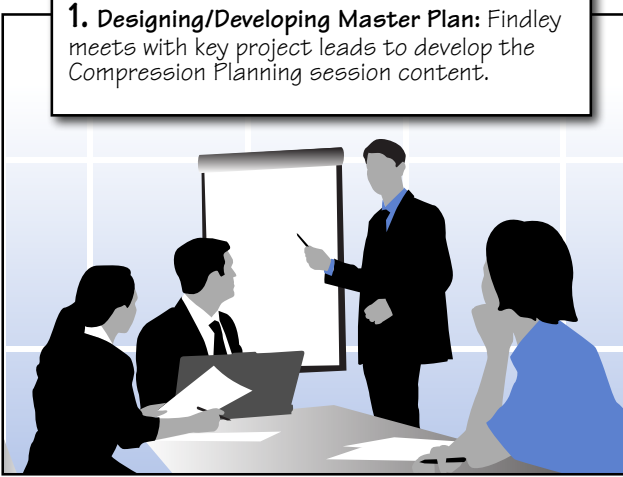 1. Designing/Developing Master Plan: Findley
meets with key project leads to develop the
Compression Planning session content.